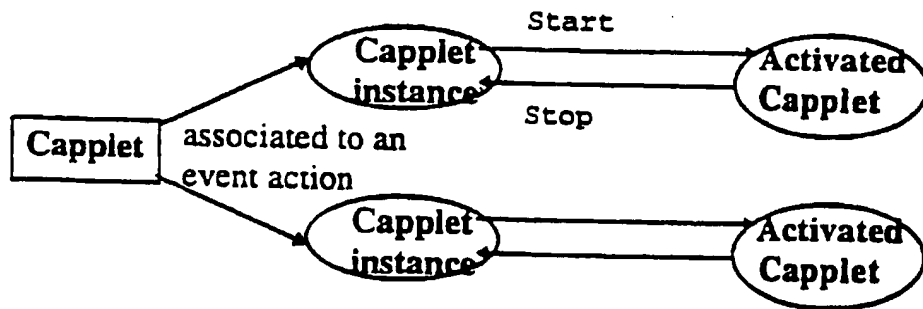 Start
Capplet
instance
Activated
Capplet
Stop
Capplet
associated to an
event action
Capplet
instance
Activated
Capplet